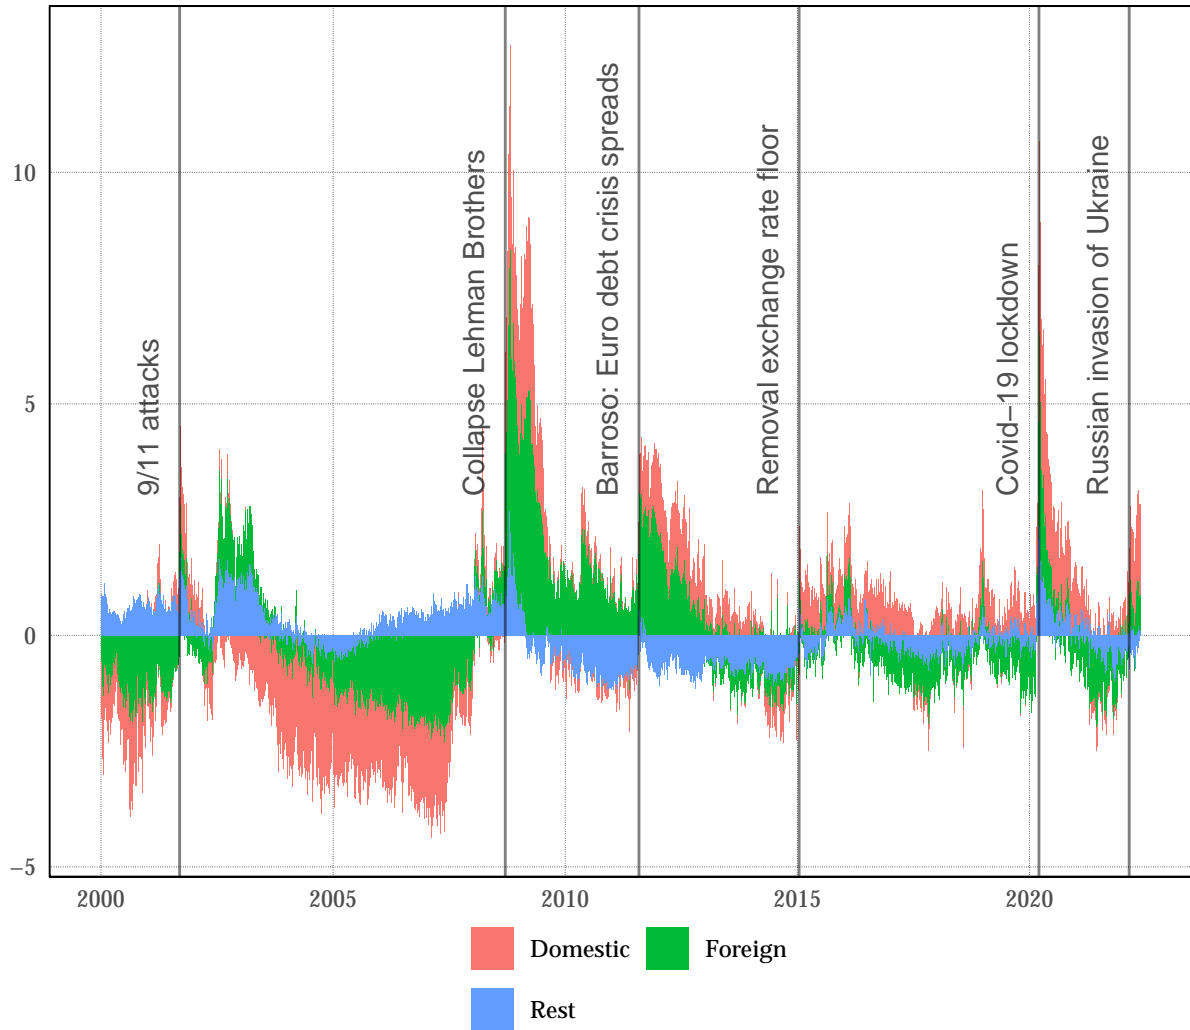 10
5
0
−5
9/11 attacks
Collapse Lehman Brothers
Barroso: Euro debt crisis spreads
Removal exchange rate floor
Covid−19 lockdown
Russian invasion of Ukraine
2000
2005
2010
2015
2020
Domestic
Foreign
Rest